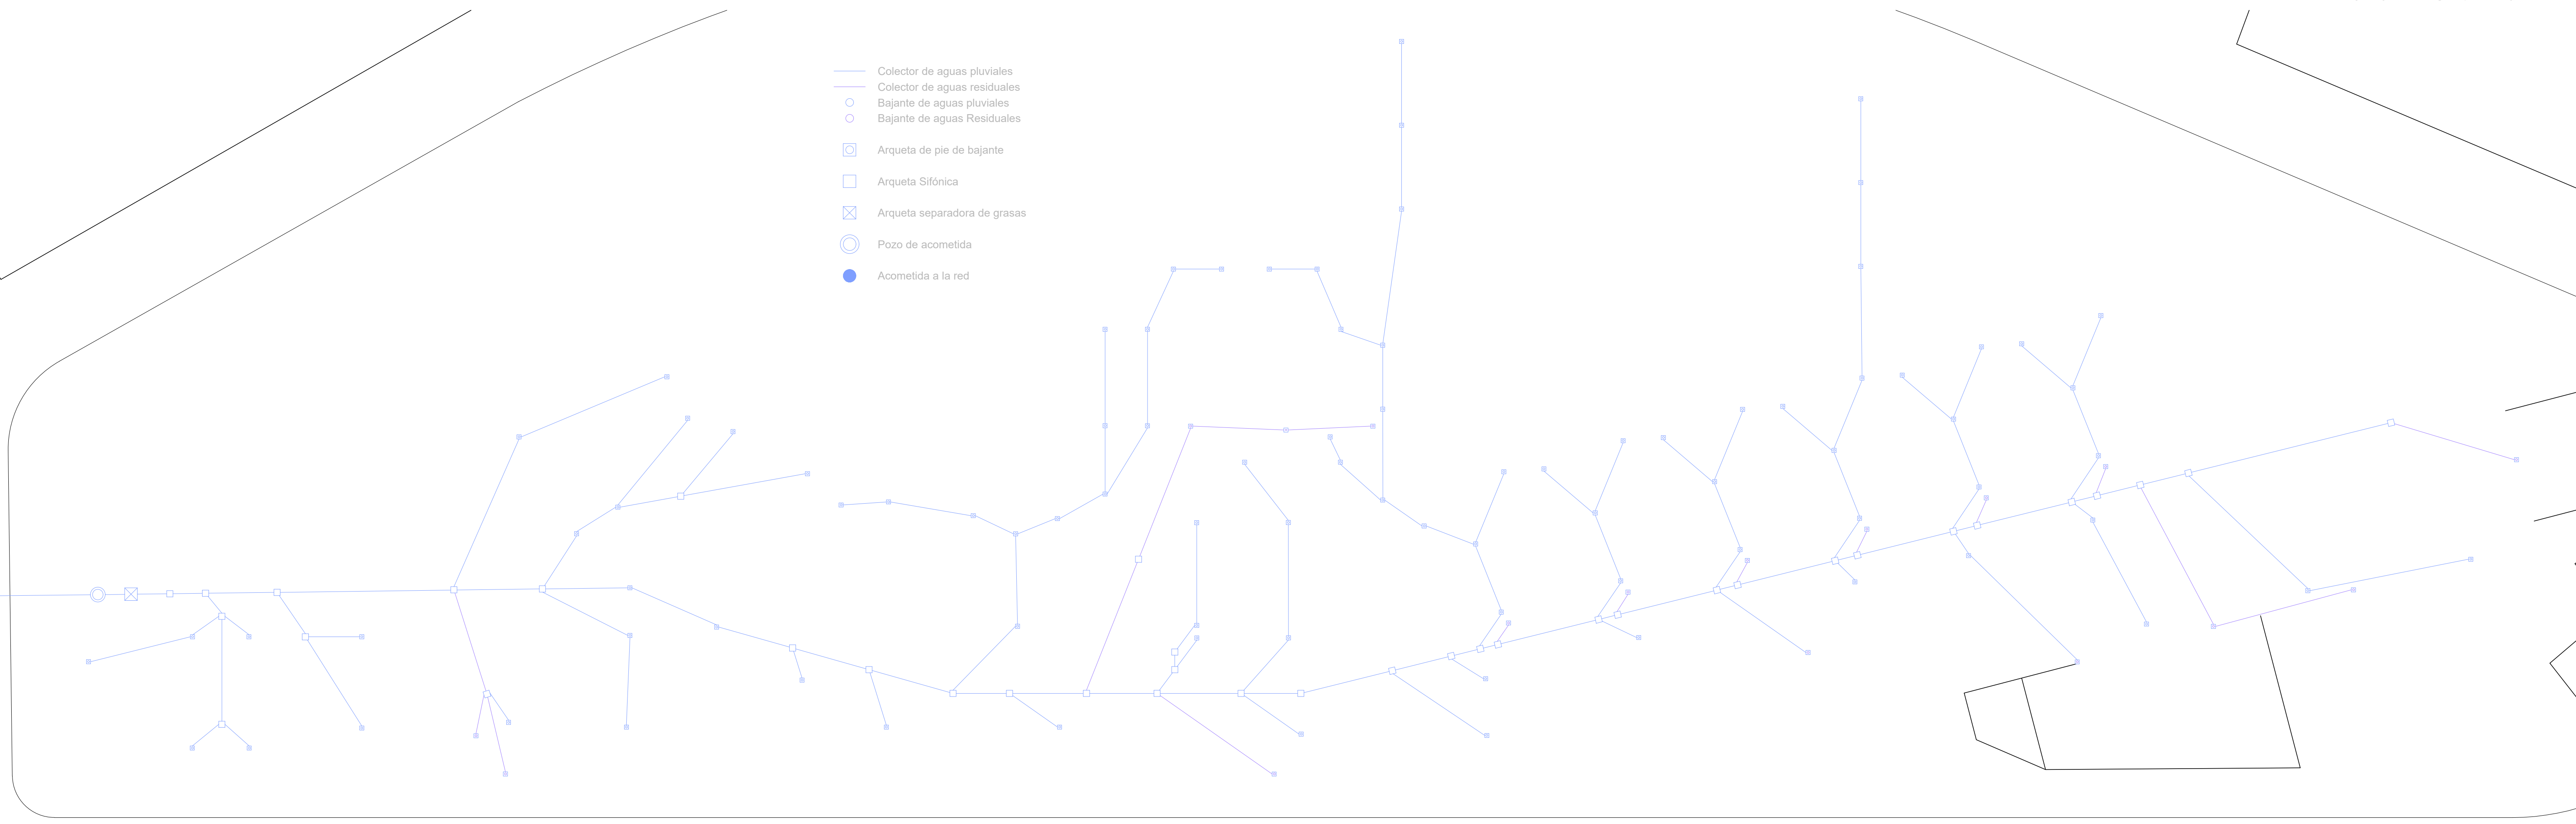 Colector de aguas pluviales
Colector de aguas residuales
Bajante de aguas pluviales
Bajante de aguas Residuales
Arqueta de pie de bajante
Arqueta Sifónica
Arqueta separadora de grasas
Pozo de acometida
Acometida a la red